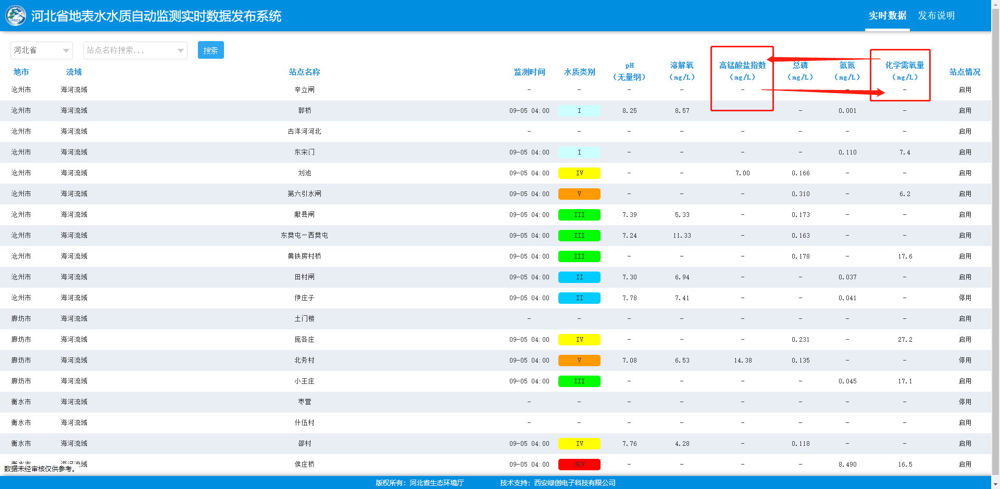 河北省地表水水质自动监测实时数据发布系统 实时数据 发布说明
河北省 站点名称搜索... 搜索
地市 流域 站点名称 监测时间 水质类别 pH（无量纲） 溶解氧（mg/L） 高锰酸盐指数（mg/L） 总磷（mg/L） 氨氮（mg/L） 化学需氧量（mg/L） 站点情况
沧州市 海河流域 辛立闸 - - - - - - - - 启用
沧州市 海河流域 郭桥 09-05 04:00 I 8.25 8.57 - 0.001 - 启用
沧州市 海河流域 古洋河河北 - - - - - - - - 启用
沧州市 海河流域 东宋门 09-05 04:00 I - - - - 0.110 7.4 启用
沧州市 海河流域 刘池 09-05 04:00 IV - - 7.00 0.166 - - 启用
沧州市 海河流域 第六引水闸 09-05 04:00 V - - - 0.310 - 6.2 启用
沧州市 海河流域 献县闸 09-05 04:00 III 7.39 5.33 - 0.173 - - 启用
沧州市 海河流域 东樊屯－西樊屯 09-05 04:00 III 7.24 11.33 - 0.163 - - 启用
沧州市 海河流域 黄铁房村桥 09-05 04:00 III - - - 0.178 - 17.6 启用
沧州市 海河流域 田村闸 09-05 04:00 II 7.30 6.94 - - 0.037 - 启用
沧州市 海河流域 伊庄子 09-05 04:00 II 7.78 7.41 - - 0.041 - 停用
廊坊市 海河流域 土门楼 - - - - - - - - 启用
廊坊市 海河流域 庞各庄 09-05 04:00 IV - - - 0.231 - 27.2 启用
廊坊市 海河流域 北务村 09-05 04:00 V 7.08 6.53 14.38 0.135 - - 停用
廊坊市 海河流域 小王庄 09-05 04:00 III - - - - 0.045 17.1 启用
衡水市 海河流域 枣营 - - - - - - - - 停用
衡水市 海河流域 什伍村 - - - - - - - - 启用
衡水市 海河流域 邵村 09-05 04:00 IV 7.76 4.28 - 0.118 - - 启用
衡水市 海河流域 侯庄桥 09-05 04:00 劣V - - - - 8.490 16.5 启用
数据未经审核仅供参考。
版权所有：河北省生态环境厅 技术支持：西安绿创电子科技有限公司